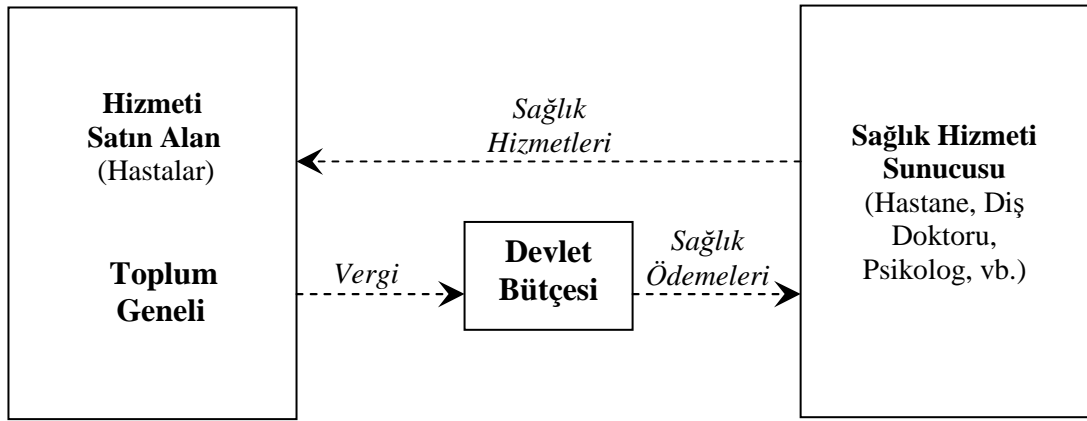 Hizmeti
Satın Alan
(Hastalar)
Toplum
Geneli
Sağlık
Hizmetleri
Vergi
Devlet
Bütçesi
Sağlık
Ödemeleri
Sağlık Hizmeti
Sunucusu
(Hastane, Diş
Doktoru,
Psikolog, vb.)